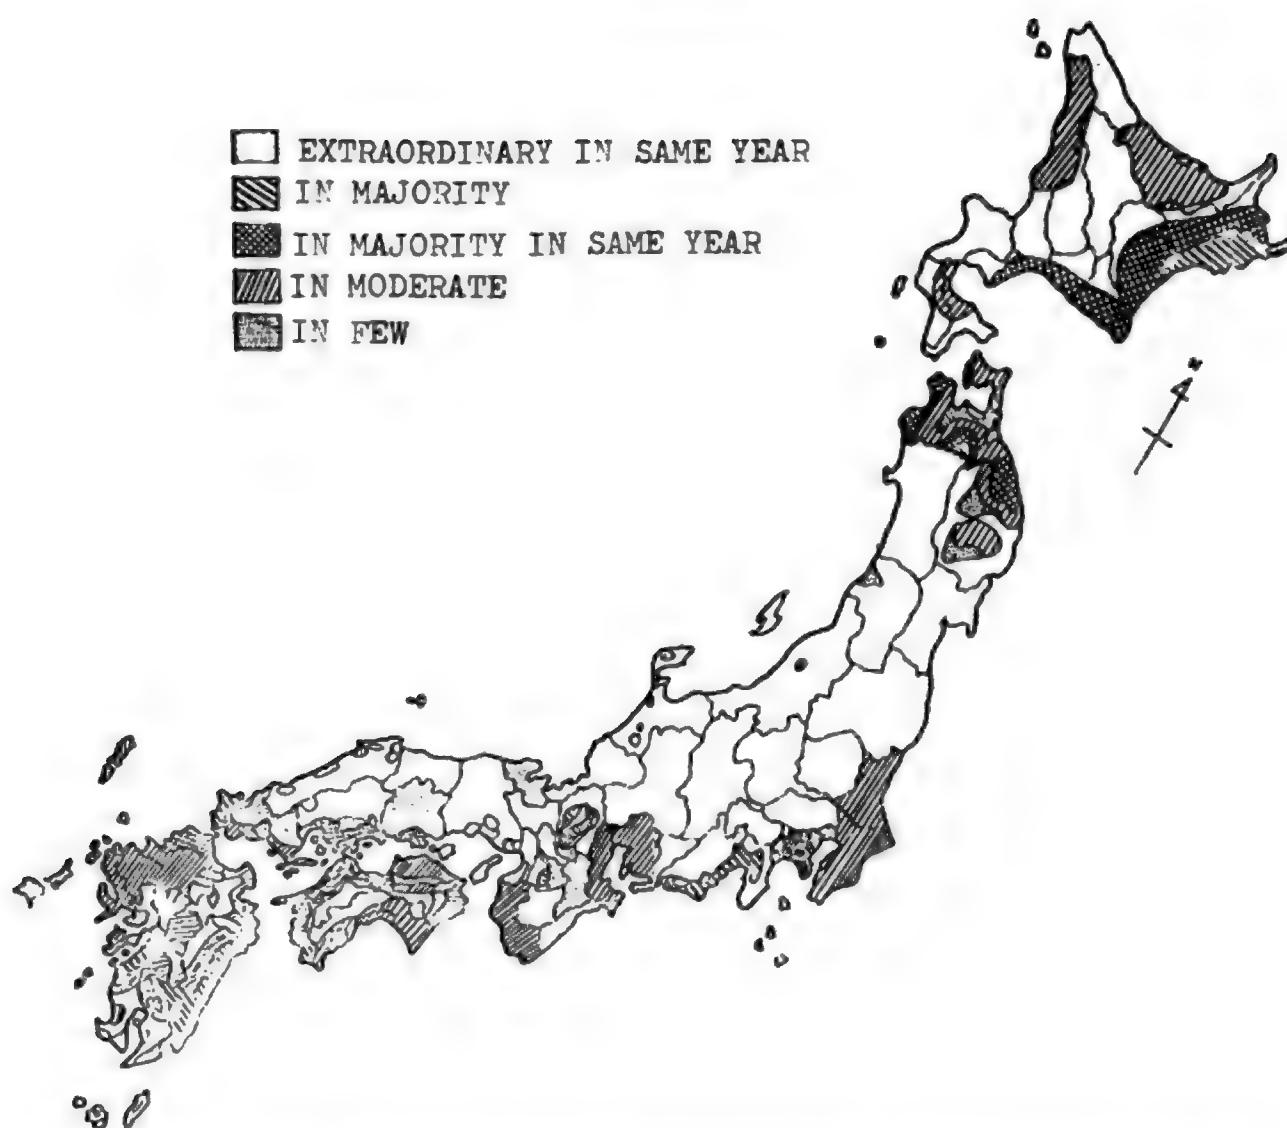 EXTRAORDINARY IN SAME YEAR
IN MAJORITY
IN MAJORITY IN SAME YEAR
IN MODERATE
IN FEW
N